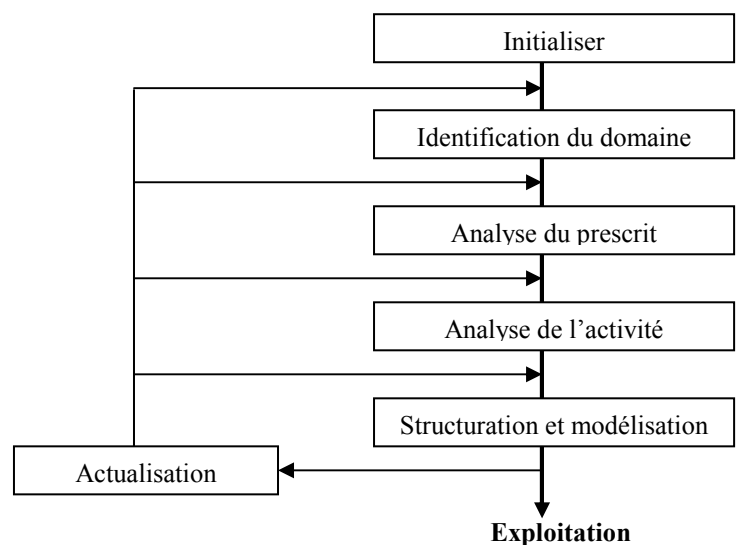 Initialiser
Identification du domaine
Analyse du prescrit
Analyse de l’activité
Structuration et modélisation
Actualisation
Exploitation